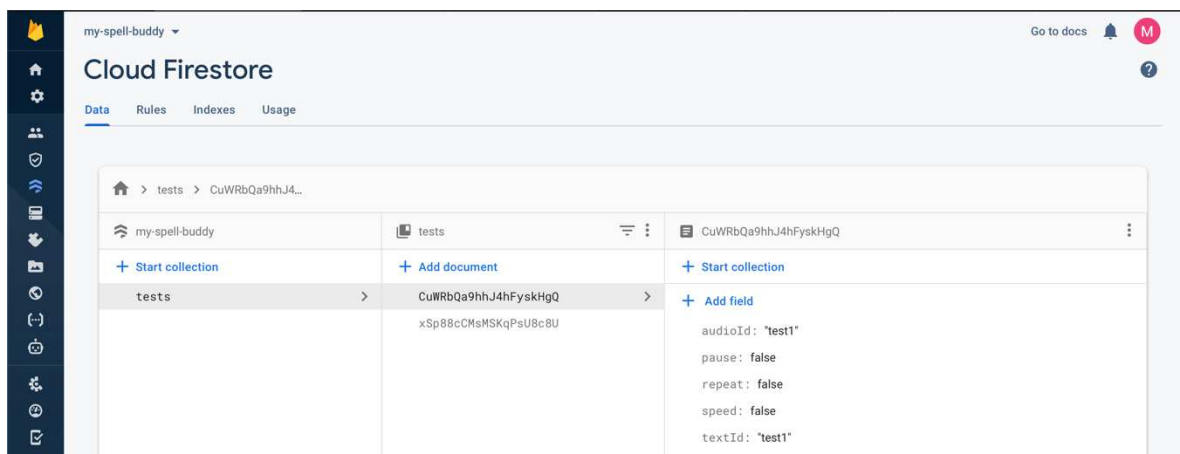 my-spell-buddy
Go to docs
M
Cloud Firestore
?
Data Rules Indexes Usage
> tests > CuWRbQa9hhJ4...
my-spell-buddy
tests
CuWRbQa9hhJ4hFyskHgQ
+ Start collection
+ Add document
+ Start collection
tests
CuWRbQa9hhJ4hFyskHgQ
xSp88cCMsMSKqPsU8c8U
+ Add field
audioId: "test1"
pause: false
repeat: false
speed: false
textId: "test1"